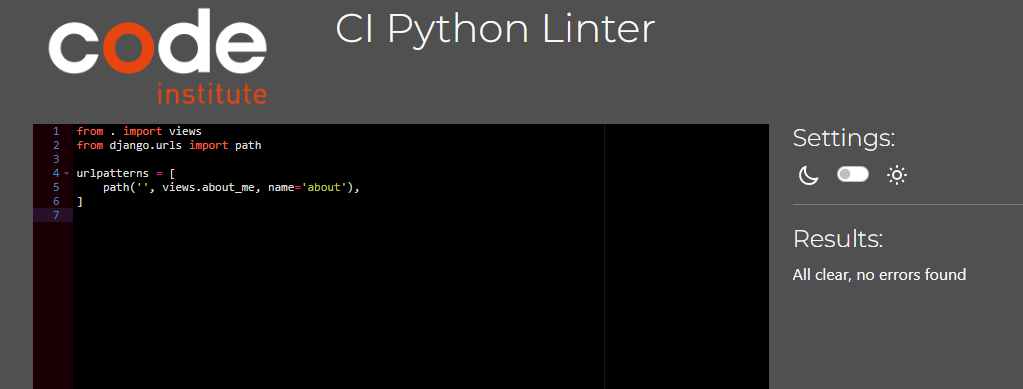 code
institute
CI Python Linter
1 from . import views
2 from django.urls import path
3
4 urlpatterns = [
5     path('', views.about_me, name='about'),
6 ]
7
Settings:
Results:
All clear, no errors found